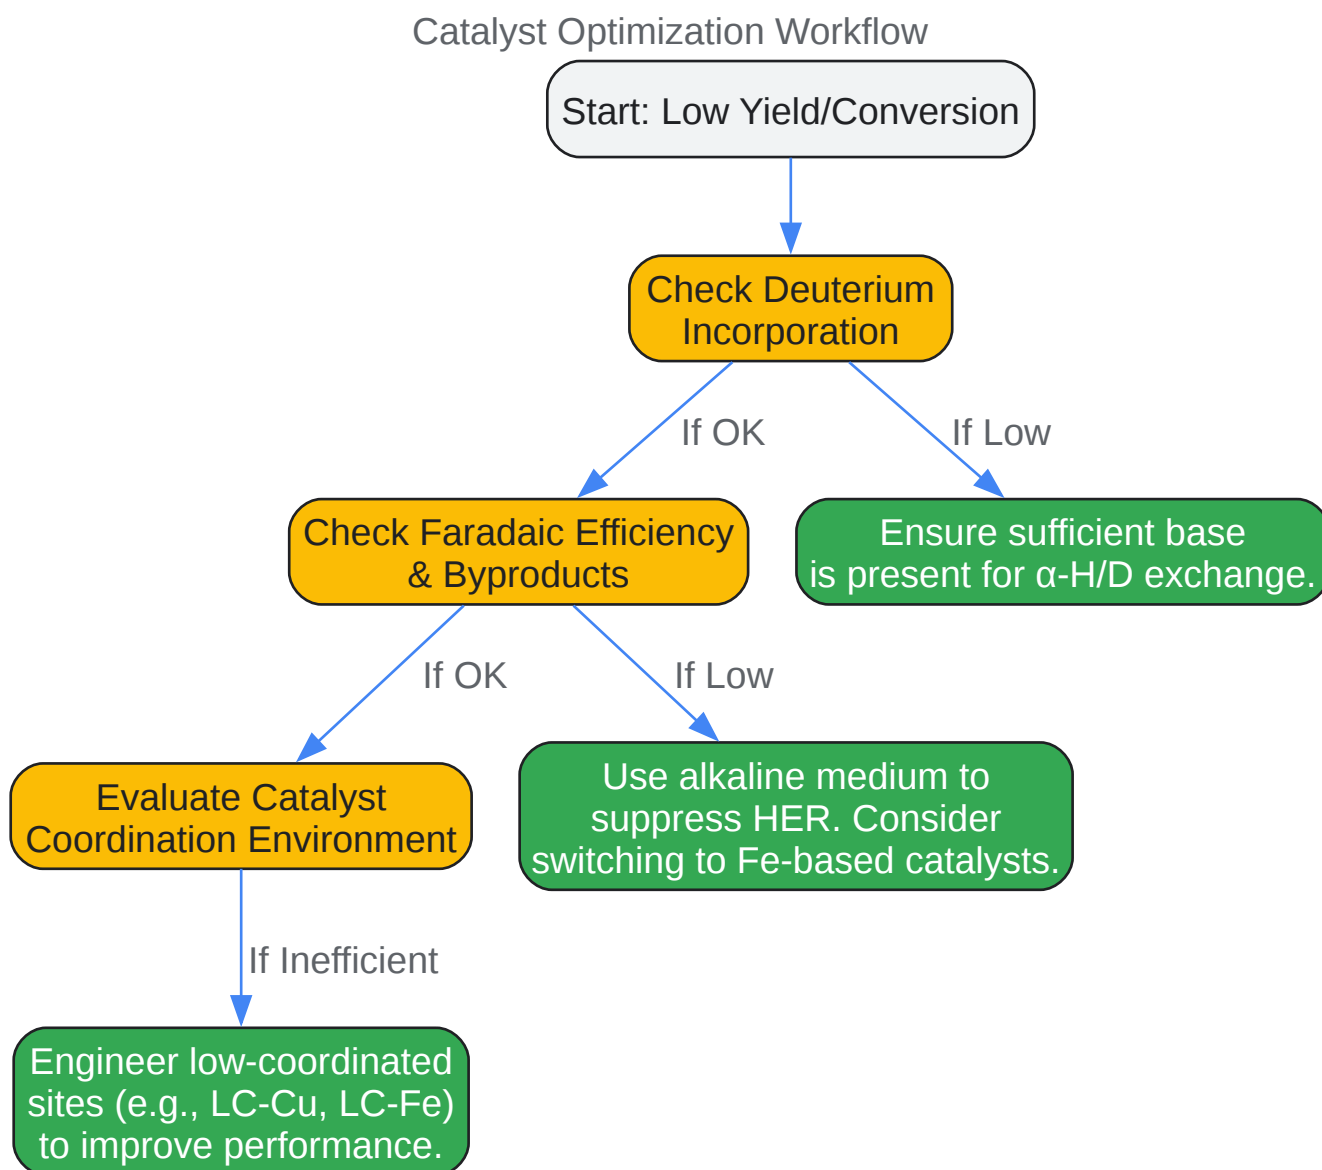 Catalyst Optimization Workflow
Start: Low Yield/Conversion
Check Deuterium
Incorporation
If OK
If Low
Check Faradaic Efficiency
& Byproducts
Ensure sufficient base
is present for α-H/D exchange.
If OK
If Low
Evaluate Catalyst
Coordination Environment
Use alkaline medium to
suppress HER. Consider
switching to Fe-based catalysts.
If Inefficient
Engineer low-coordinated
sites (e.g., LC-Cu, LC-Fe)
to improve performance.